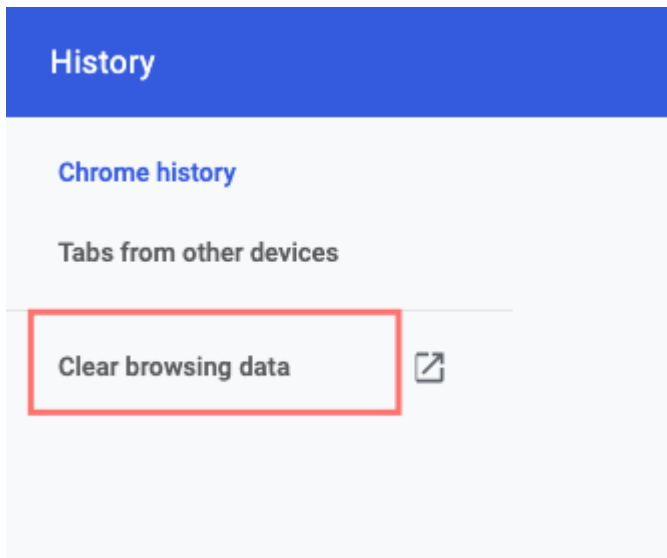 History
Chrome history
Tabs from other devices
Clear browsing data